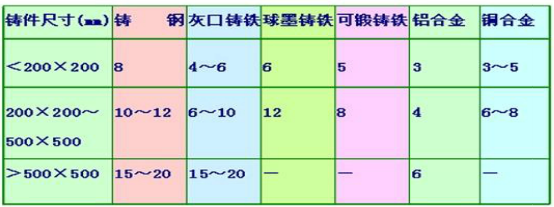 铸件尺寸(mm) 铸 钢 灰口铸铁 球墨铸铁 可锻铸铁 铝合金 铜合金
＜200×200 8 4～6 6 5 3 3～5
200×200～ 10～12 6～10 12 8 4 6～8
500×500
＞500×500 15～20 15～20 — — 6 —